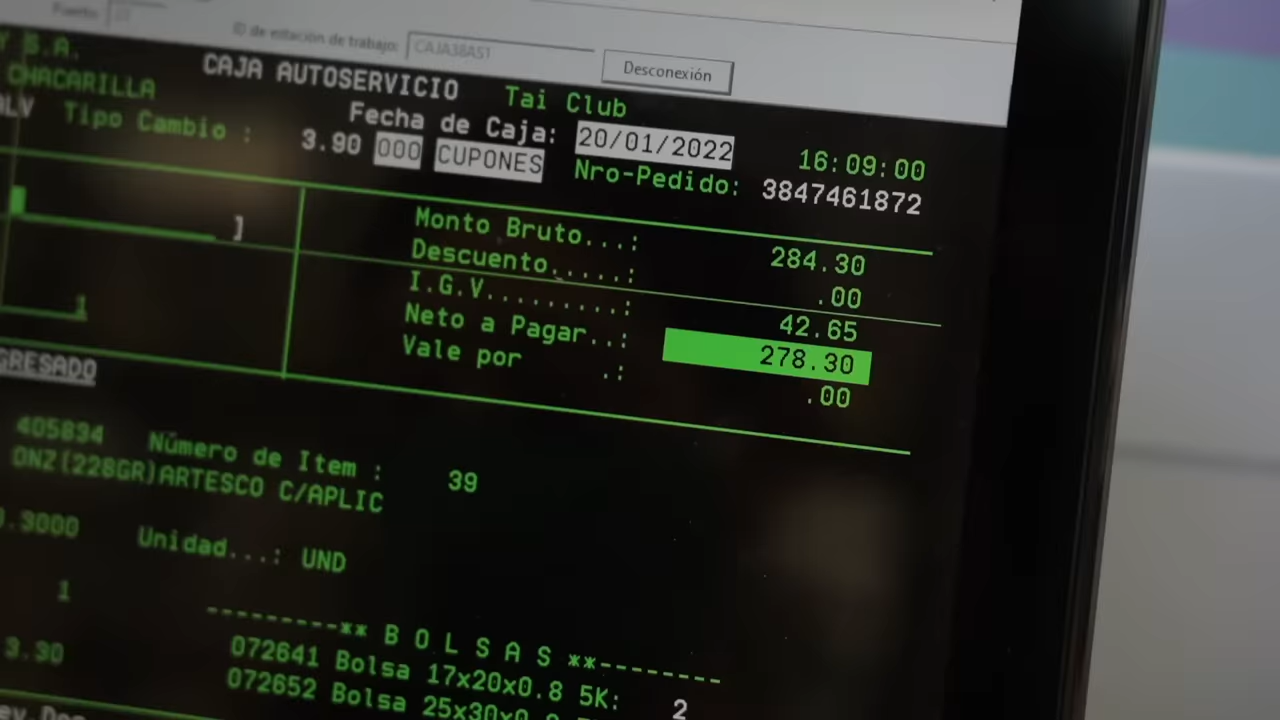 Puerto
ID de estación de trabajo: CAJA38AS1 Desconexión
Y S.A.
CHACARILLA CAJA AUTOSERVICIO Tai Club
Tipo Cambio : 3.90 000 CUPONES
Fecha de Caja: 20/01/2022 16:09:00
Nro-Pedido: 3847461872
]
Monto Bruto...: 284.30
Descuento.....: .00
I.G.V.........: 42.65
Neto a Pagar..: 278.30
Vale por .: .00
GRESADO
405834 Número de Item : 39
ONZ(228GR)ARTESCO C/APLIC
.3000 Unidad...: UND
1
3.30
---------** B O L S A S **--------
072641 Bolsa 17x20x0.8 5K: 2
072652 Bolsa 25x30x0